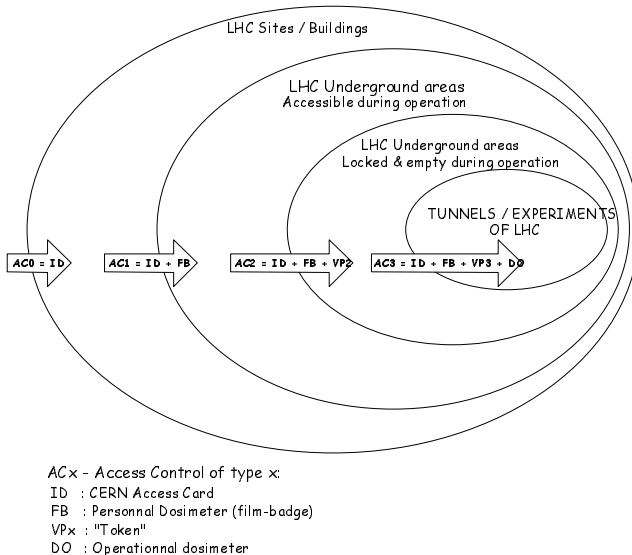 LHC Sites / Buildings
LHC Underground areas
Accessible during operation
LHC Underground areas
Locked & empty during operation
TUNNELS / EXPERIMENTS
OF LHC
AC0 = ID
AC1 = ID + FB
AC2 = ID + FB + VP2
AC3 = ID + FB + VP3 + DO
ACx - Access Control of type x:
ID : CERN Access Card
FB : Personnal Dosimeter (film-badge)
VPx : "Token"
DO : Operationnal dosimeter